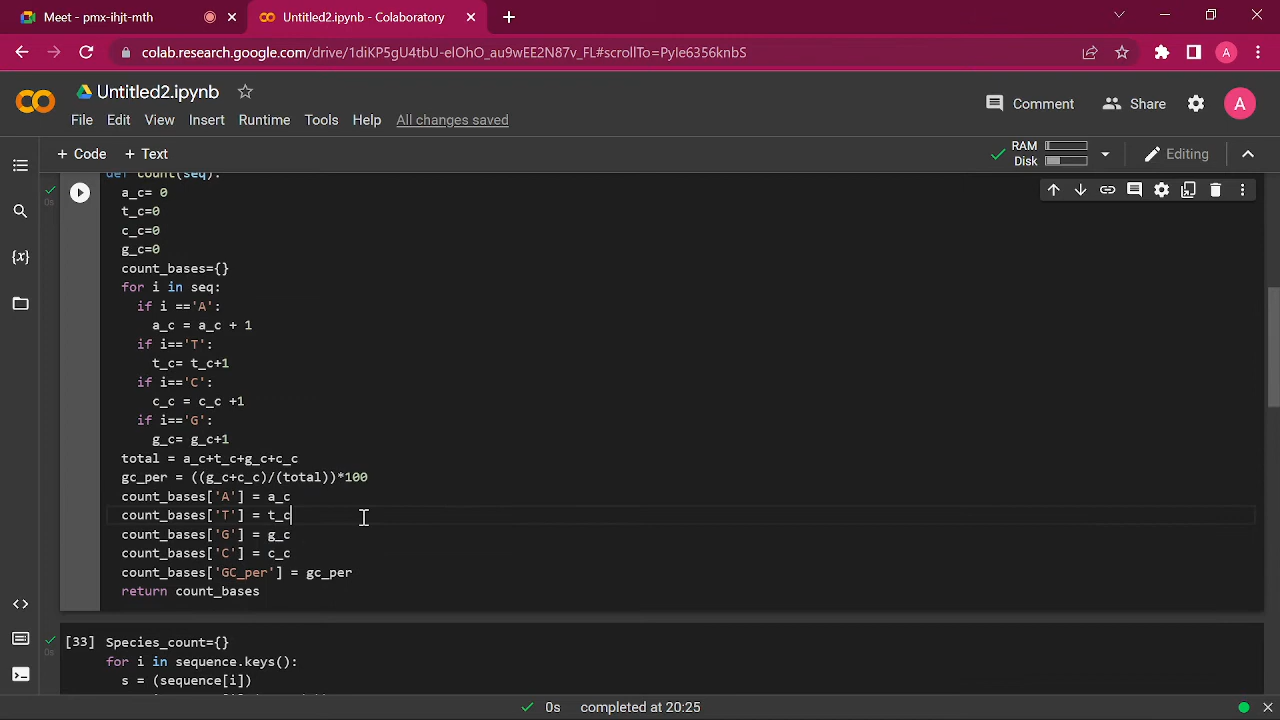 Meet - pmx-ihjt-mth
Untitled2.ipynb - Colaboratory
colab.research.google.com/drive/1diKP5gU4tbU-elOhO_au9wEE2N87v_FL#scrollTo=PyIe6356knbS
A
Untitled2.ipynb
File Edit View Insert Runtime Tools Help All changes saved
Comment Share A
+ Code + Text
RAM
Disk
Editing
def count(seq):
a_c= 0
t_c=0
c_c=0
g_c=0
count_bases={}
for i in seq:
if i =='A':
a_c = a_c + 1
if i=='T':
t_c= t_c+1
if i=='C':
c_c = c_c +1
if i=='G':
g_c= g_c+1
total = a_c+t_c+g_c+c_c
gc_per = ((g_c+c_c)/(total))*100
count_bases['A'] = a_c
count_bases['T'] = t_c
count_bases['G'] = g_c
count_bases['C'] = c_c
count_bases['GC_per'] = gc_per
return count_bases
0s
[33] Species_count={}
for i in sequence.keys():
s = (sequence[i])
0s
0s completed at 20:25